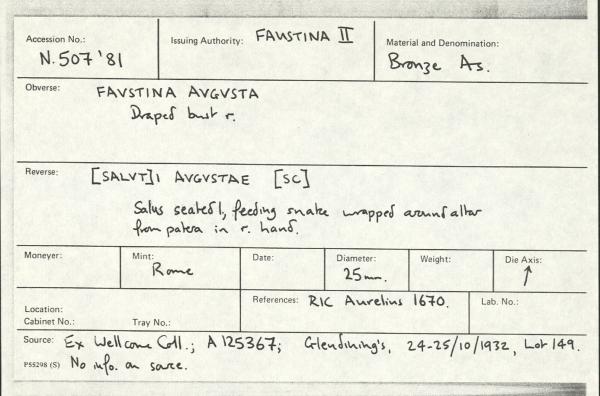 Accession No.: N.507 '81
Issuing Authority: FAUSTINA II
Material and Denomination: Bronze As.
Obverse: FAVSTINA AVGVSTA
Draped bust r.
Reverse: [SALVT]I AVGVSTAE [SC]
Salus seated l, feeding snake wrapped around altar
from patera in r. hand.
Moneyer:
Mint: Rome
Date:
Diameter: 25mm.
Weight:
Die Axis: ↑
Location:
Cabinet No.: Tray No.:
References: RIC Aurelius 1670.
Lab. No.:
Source: Ex Wellcome Coll.; A 125367; Glendining's, 24-25/10/1932, Lot 149.
P55298 (S) No info. on source.